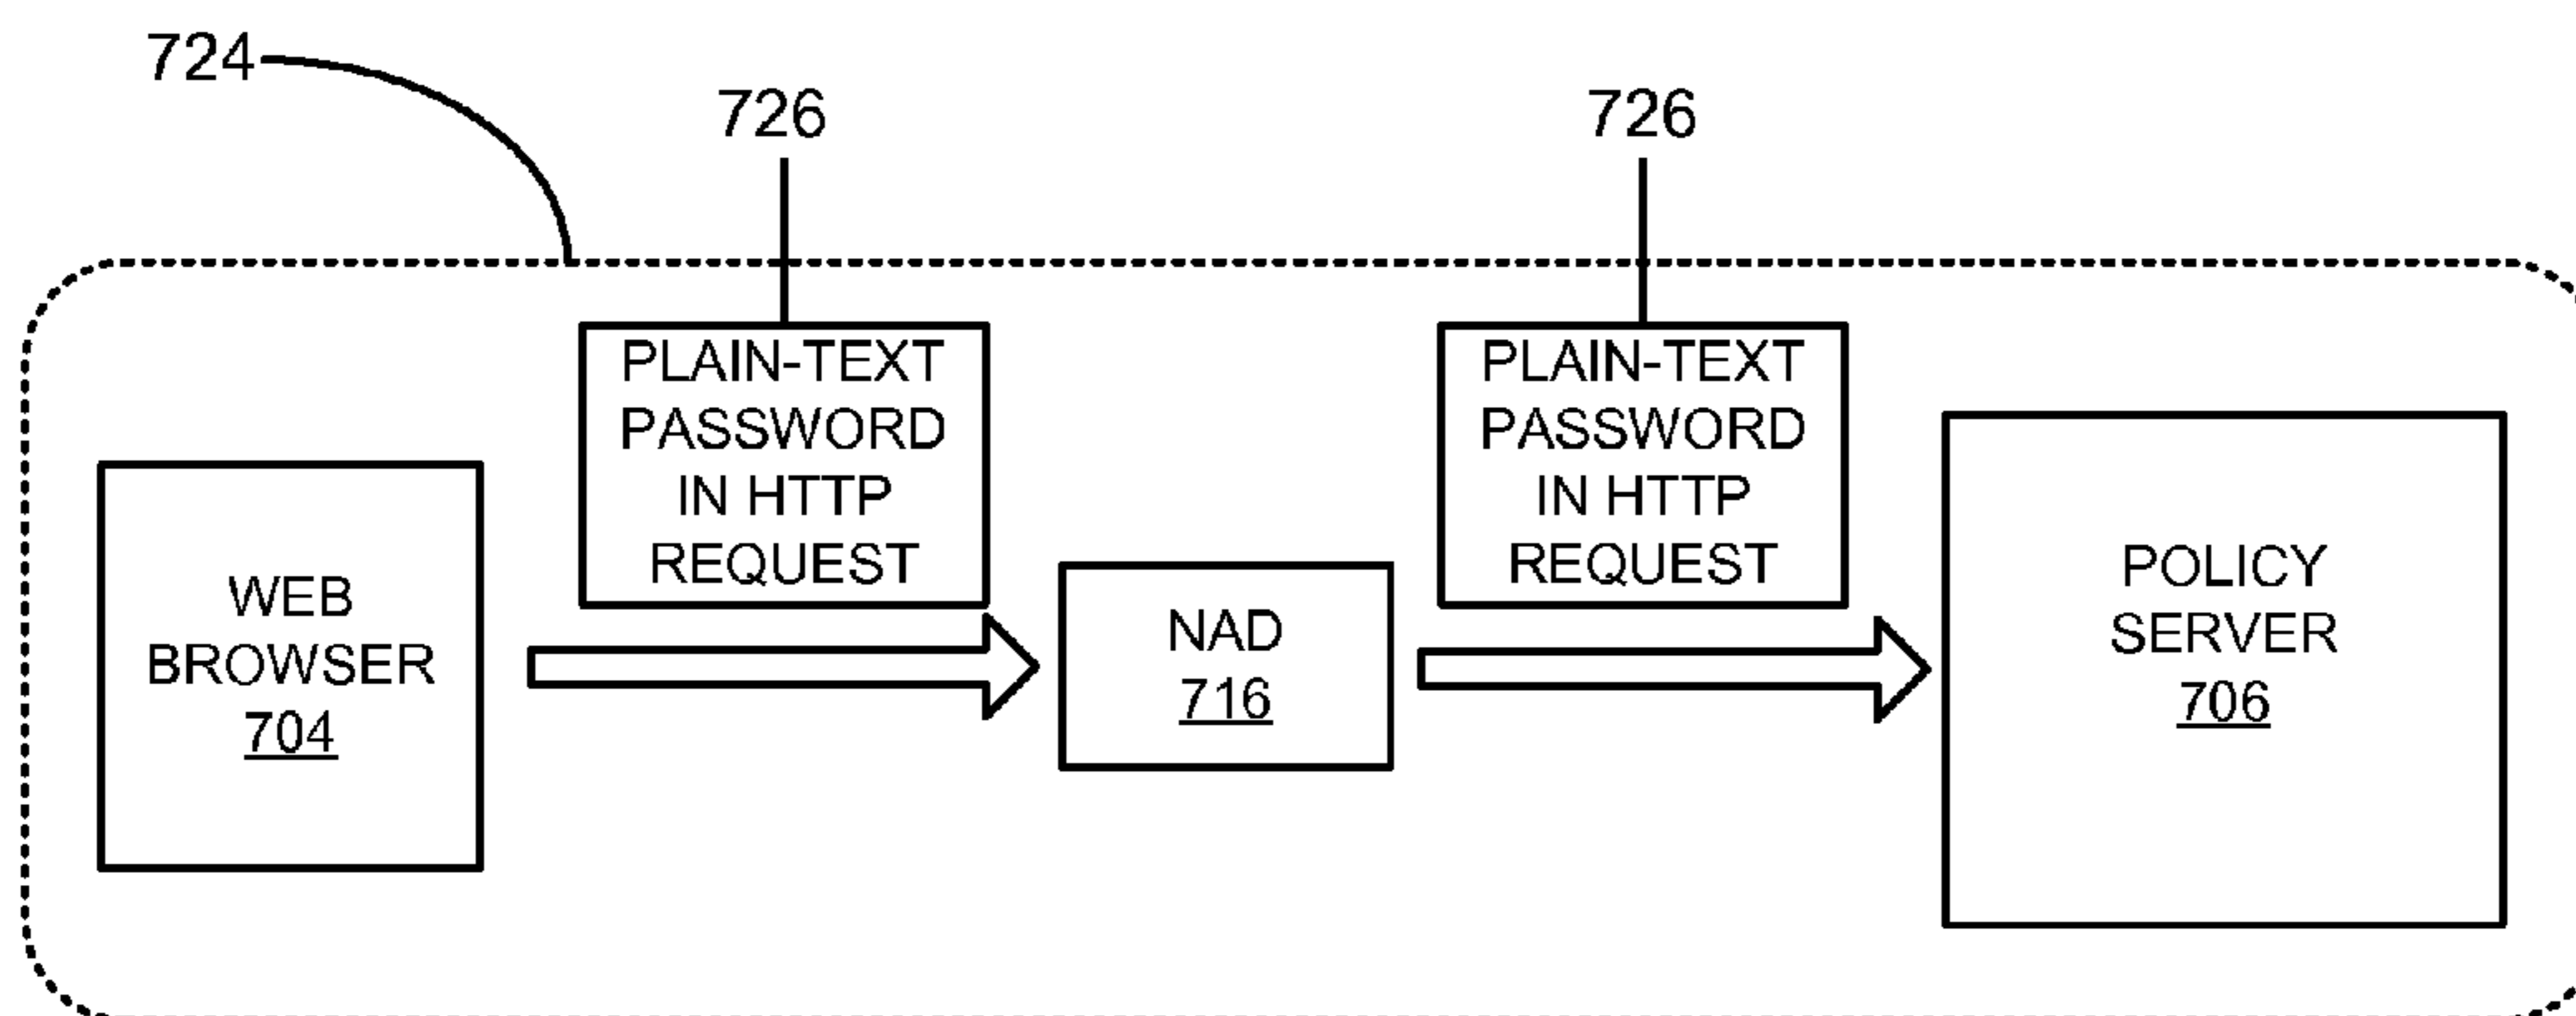 724
726
726
PLAIN-TEXT
PASSWORD
IN HTTP
REQUEST
PLAIN-TEXT
PASSWORD
IN HTTP
REQUEST
WEB
BROWSER
704
NAD
716
POLICY
SERVER
706